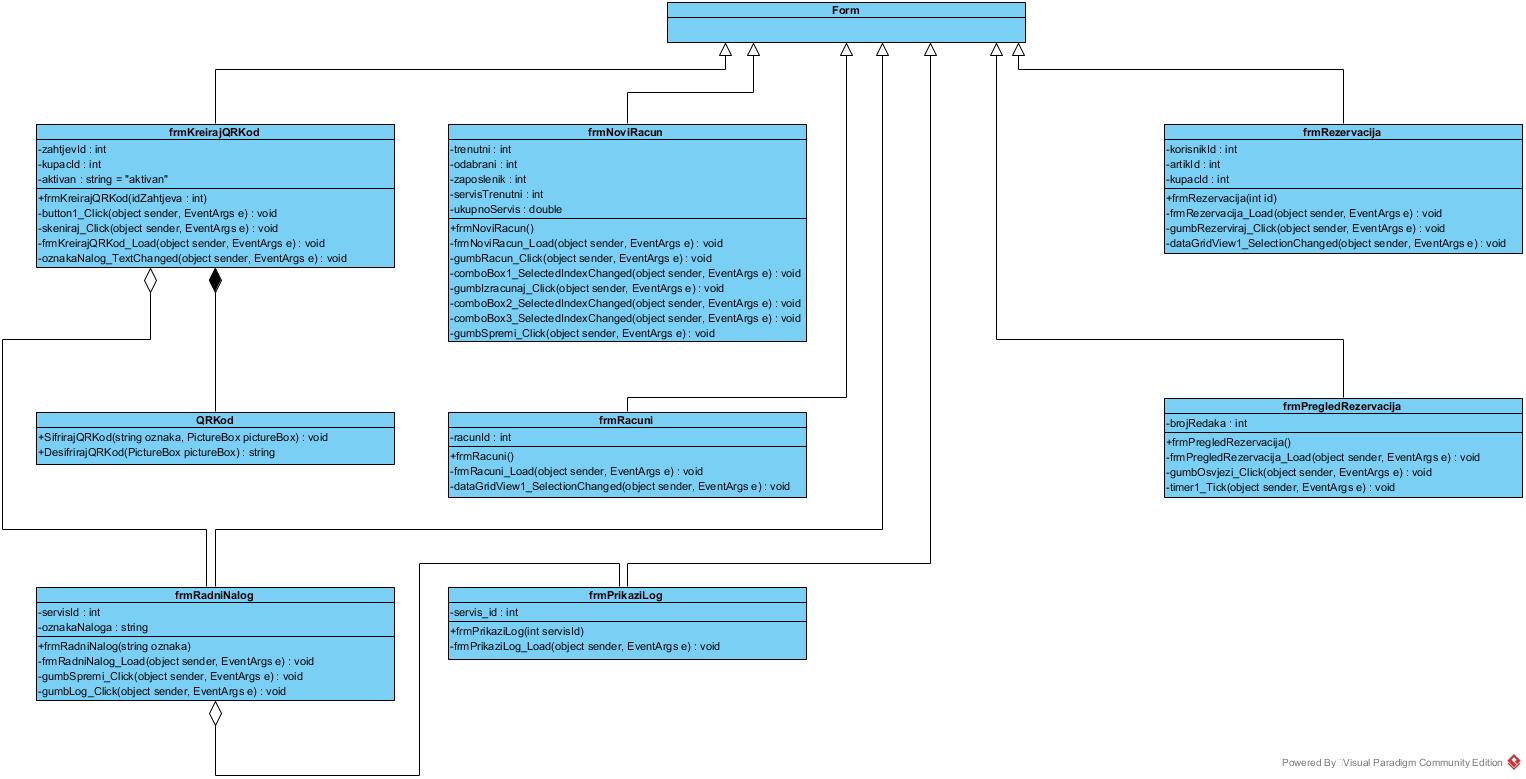 Form
frmKreirajQRKod
-zahtjevId : int
-kupacId : int
-aktivan : string = "aktivan"
+frmKreirajQRKod(idZahtjeva : int)
-button1_Click(object sender, EventArgs e) : void
-skeniraj_Click(object sender, EventArgs e) : void
-frmKreirajQRKod_Load(object sender, EventArgs e) : void
-oznakaNalog_TextChanged(object sender, EventArgs e) : void
frmNoviRacun
-trenutni : int
-odabrani : int
-zaposlenik : int
-servisTrenutni : int
-ukupnoServis : double
+frmNoviRacun()
-frmNoviRacun_Load(object sender, EventArgs e) : void
-gumbRacun_Click(object sender, EventArgs e) : void
-comboBox1_SelectedIndexChanged(object sender, EventArgs e) : void
-gumbIzracunaj_Click(object sender, EventArgs e) : void
-comboBox2_SelectedIndexChanged(object sender, EventArgs e) : void
-comboBox3_SelectedIndexChanged(object sender, EventArgs e) : void
-gumbSpremi_Click(object sender, EventArgs e) : void
frmRezervacija
-korisnikId : int
-artikId : int
-kupacId : int
+frmRezervacija(int id)
-frmRezervacija_Load(object sender, EventArgs e) : void
-gumbRezerviraj_Click(object sender, EventArgs e) : void
-dataGridView1_SelectionChanged(object sender, EventArgs e) : void
QRKod
+SifrirajQRKod(string oznaka, PictureBox pictureBox) : void
+DesifrirajQRKod(PictureBox pictureBox) : string
frmRacuni
-racunId : int
+frmRacuni()
-frmRacuni_Load(object sender, EventArgs e) : void
-dataGridView1_SelectionChanged(object sender, EventArgs e) : void
frmPregledRezervacija
-brojRedaka : int
+frmPregledRezervacija()
-frmPregledRezervacija_Load(object sender, EventArgs e) : void
-gumbOsvjezi_Click(object sender, EventArgs e) : void
-timer1_Tick(object sender, EventArgs e) : void
frmRadniNalog
-servisId : int
-oznakaNaloga : string
+frmRadniNalog(string oznaka)
-frmRadniNalog_Load(object sender, EventArgs e) : void
-gumbSpremi_Click(object sender, EventArgs e) : void
-gumbLog_Click(object sender, EventArgs e) : void
frmPrikaziLog
-servis_id : int
+frmPrikaziLog(int servisId)
-frmPrikaziLog_Load(object sender, EventArgs e) : void
Powered By Visual Paradigm Community Edition